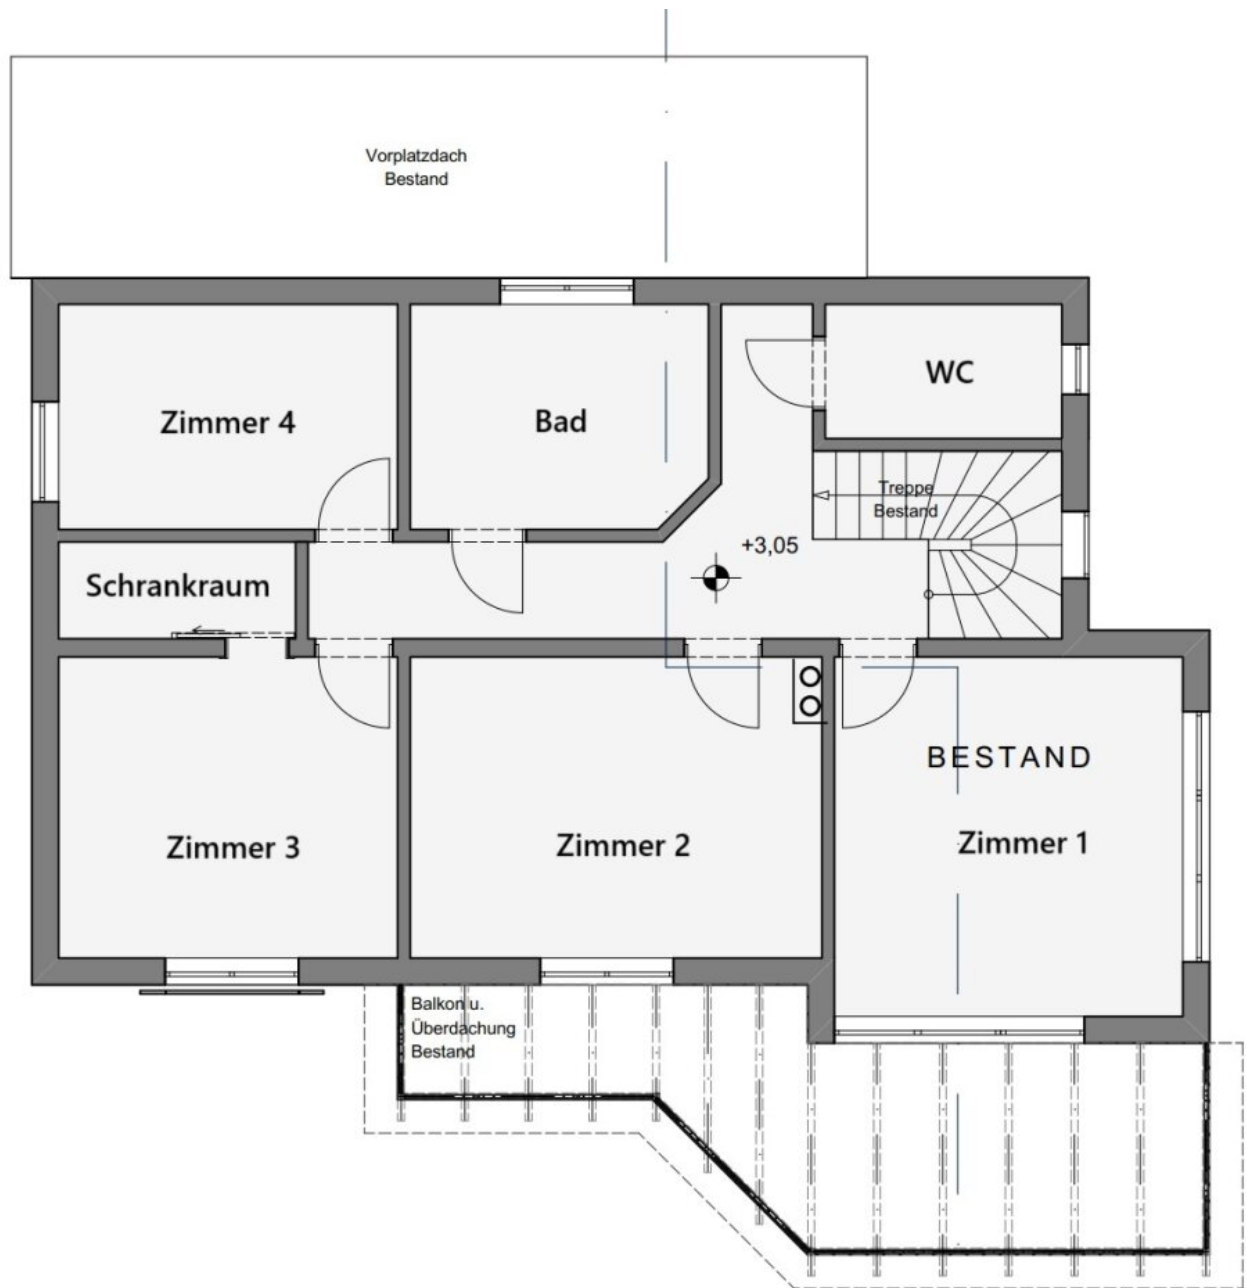 Vorplatzdach
Bestand
Zimmer 4
Bad
WC
Treppe
Bestand
+3,05
Schrankraum
BESTAND
Zimmer 3
Zimmer 2
Zimmer 1
Balkon u.
Überdachung
Bestand